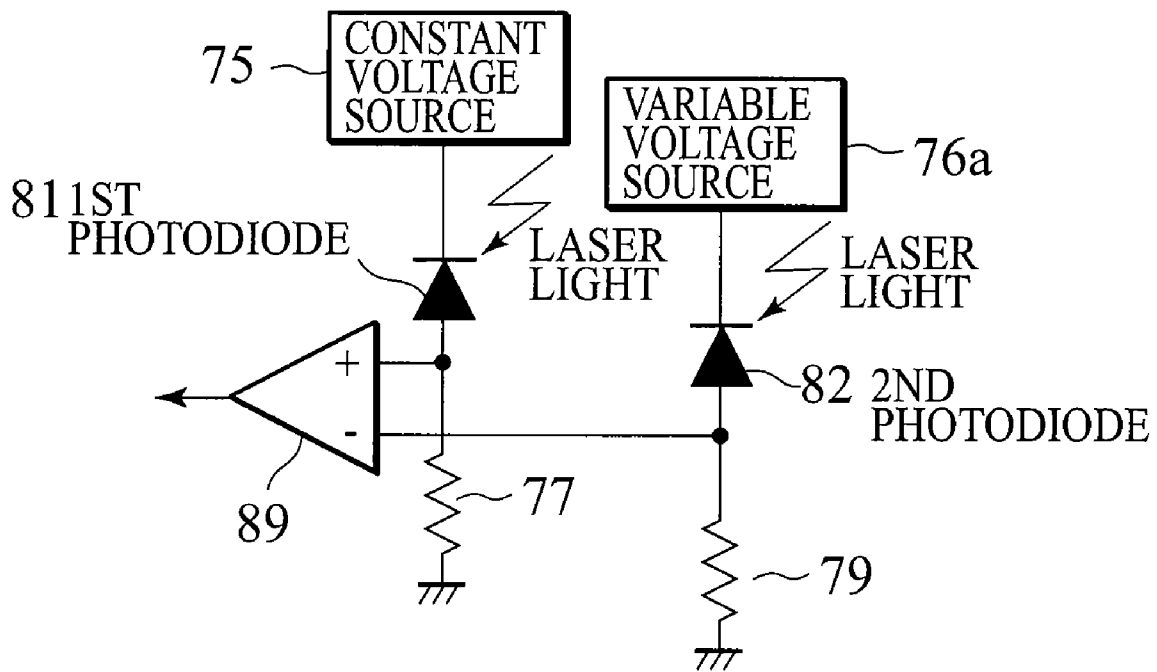 75
CONSTANT
VOLTAGE
SOURCE
VARIABLE
VOLTAGE
SOURCE
76a
81 1ST
PHOTODIODE
LASER
LIGHT
LASER
LIGHT
+
-
89
77
82 2ND
PHOTODIODE
79